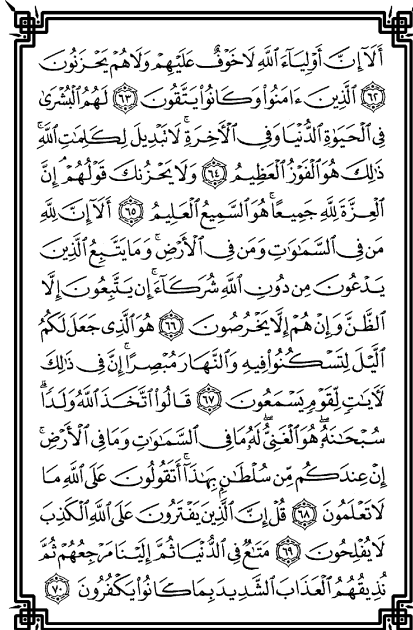 أَلَآ إِنَّ أَوْلِيَآءَ ٱللَّهِ لَا خَوْفٌ عَلَيْهِمْ وَلَا هُمْ يَحْزَنُونَ
﴿٦٢﴾ ٱلَّذِينَ ءَامَنُوا۟ وَكَانُوا۟ يَتَّقُونَ ﴿٦٣﴾ لَهُمُ ٱلْبُشْرَىٰ
فِى ٱلْحَيَوٰةِ ٱلدُّنْيَا وَفِى ٱلْءَاخِرَةِ ۚ لَا تَبْدِيلَ لِكَلِمَٰتِ ٱللَّهِ ۚ
ذَٰلِكَ هُوَ ٱلْفَوْزُ ٱلْعَظِيمُ ﴿٦٤﴾ وَلَا يَحْزُنكَ قَوْلُهُمْ ۘ إِنَّ
ٱلْعِزَّةَ لِلَّهِ جَمِيعًا ۚ هُوَ ٱلسَّمِيعُ ٱلْعَلِيمُ ﴿٦٥﴾ أَلَآ إِنَّ لِلَّهِ
مَن فِى ٱلسَّمَٰوَٰتِ وَمَن فِى ٱلْأَرْضِ ۗ وَمَا يَتَّبِعُ ٱلَّذِينَ
يَدْعُونَ مِن دُونِ ٱللَّهِ شُرَكَآءَ ۚ إِن يَتَّبِعُونَ إِلَّا
ٱلظَّنَّ وَإِنْ هُمْ إِلَّا يَخْرُصُونَ ﴿٦٦﴾ هُوَ ٱلَّذِى جَعَلَ لَكُمُ
ٱلَّيْلَ لِتَسْكُنُوا۟ فِيهِ وَٱلنَّهَارَ مُبْصِرًا ۚ إِنَّ فِى ذَٰلِكَ
لَءَايَٰتٍ لِّقَوْمٍ يَسْمَعُونَ ﴿٦٧﴾ قَالُوا۟ ٱتَّخَذَ ٱللَّهُ وَلَدًا ۗ
سُبْحَٰنَهُۥ ۖ هُوَ ٱلْغَنِىُّ ۖ لَهُۥ مَا فِى ٱلسَّمَٰوَٰتِ وَمَا فِى ٱلْأَرْضِ ۚ
إِنْ عِندَكُم مِّن سُلْطَٰنٍۭ بِهَٰذَآ ۚ أَتَقُولُونَ عَلَى ٱللَّهِ مَا
لَا تَعْلَمُونَ ﴿٦٨﴾ قُلْ إِنَّ ٱلَّذِينَ يَفْتَرُونَ عَلَى ٱللَّهِ ٱلْكَذِبَ
لَا يُفْلِحُونَ ﴿٦٩﴾ مَتَٰعٌ فِى ٱلدُّنْيَا ثُمَّ إِلَيْنَا مَرْجِعُهُمْ ثُمَّ
نُذِيقُهُمُ ٱلْعَذَابَ ٱلشَّدِيدَ بِمَا كَانُوا۟ يَكْفُرُونَ ﴿٧٠﴾